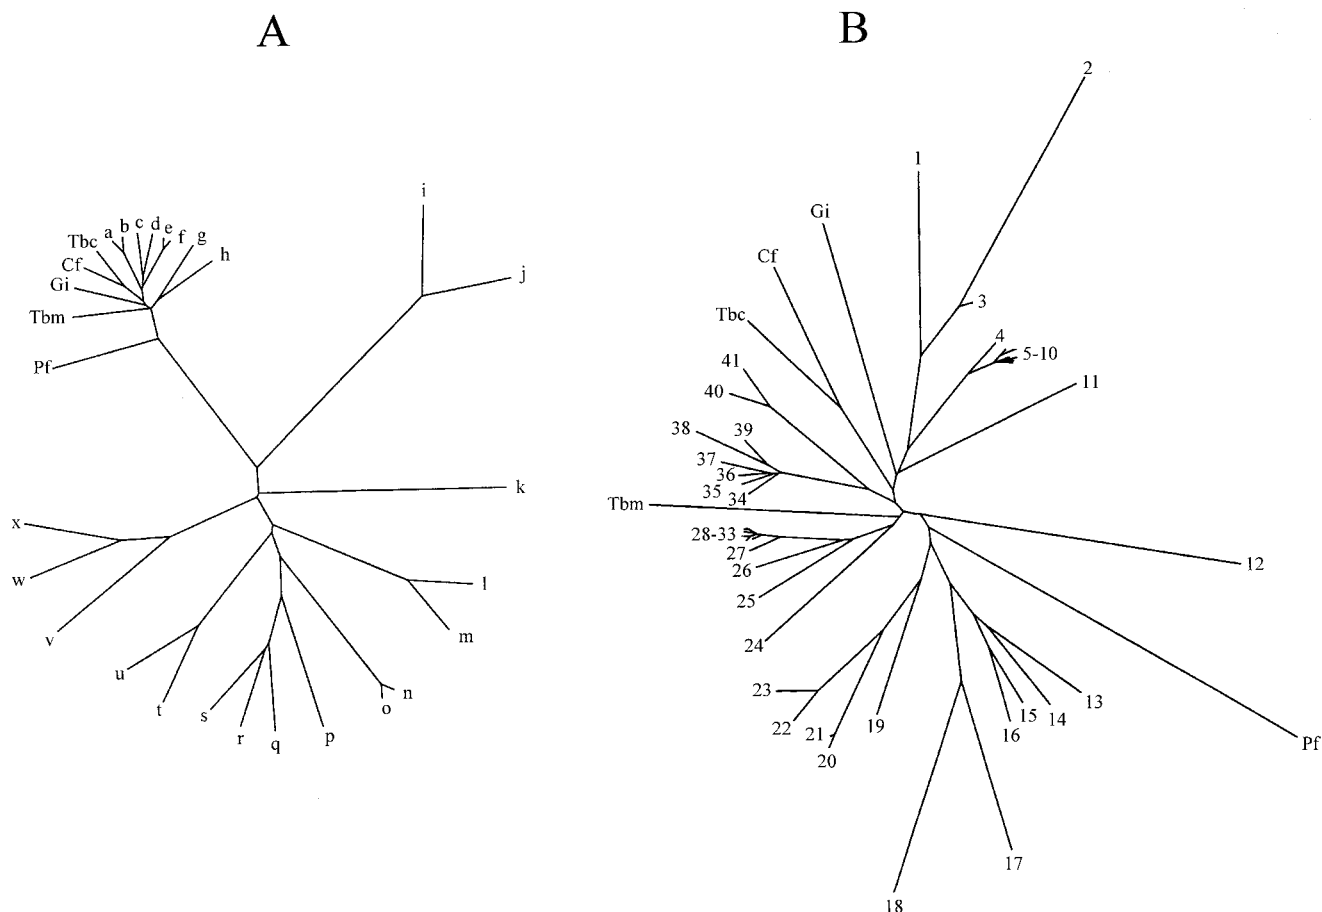 A
B
a
b
c
d
e
f
g
h
Tbc
Cf
Gi
Tbm
Pf
i
j
k
l
m
n
o
p
q
r
s
t
u
v
w
x
1
2
3
4
5-10
11
12
Pf
13
14
15
16
17
18
19
20
21
22
23
24
25
26
27
28-33
Tbm
34
35
36
37
38
39
40
41
Tbc
Cf
Gi